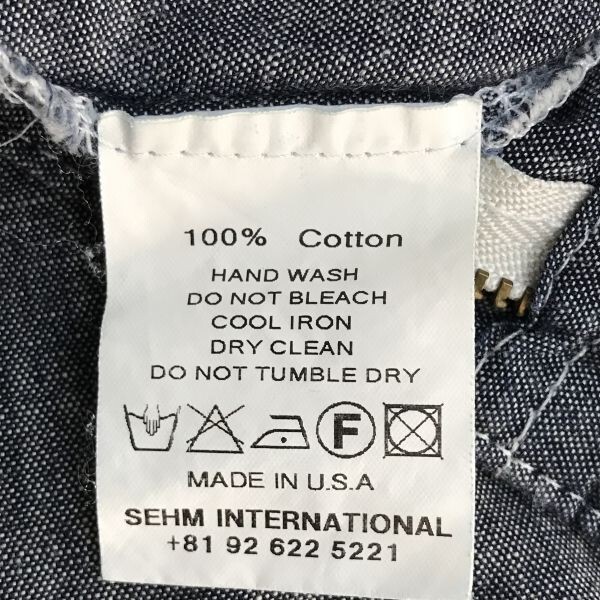 100% Cotton
HAND WASH
DO NOT BLEACH
COOL IRON
DRY CLEAN
DO NOT TUMBLE DRY
F
MADE IN U.S.A
SEHM INTERNATIONAL
+81 92 622 5221